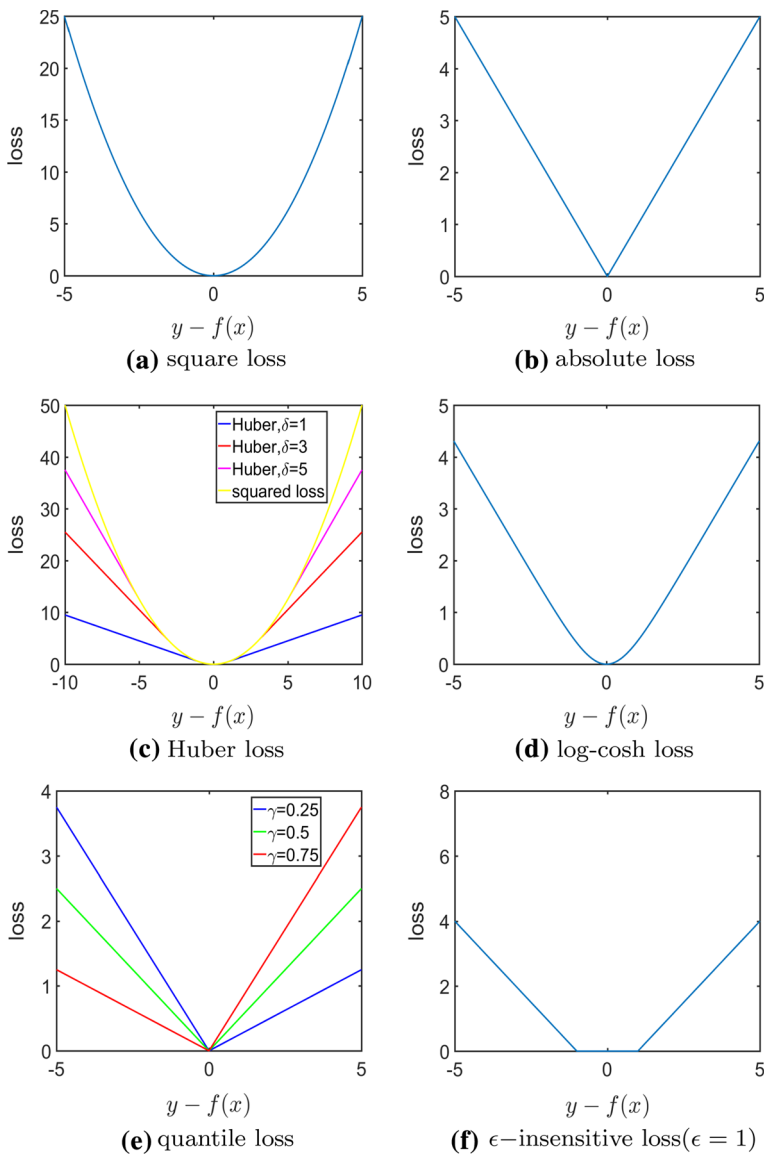 25
20
15
10
5
0
loss
-5 0 5
y − f(x)
(a) square loss
5
4
3
2
1
0
loss
-5 0 5
y − f(x)
(b) absolute loss
50
40
30
20
10
0
loss
Huber,δ=1
Huber,δ=3
Huber,δ=5
squared loss
-10 -5 0 5 10
y − f(x)
(c) Huber loss
5
4
3
2
1
0
loss
-5 0 5
y − f(x)
(d) log-cosh loss
4
3
2
1
0
loss
γ=0.25
γ=0.5
γ=0.75
-5 0 5
y − f(x)
(e) quantile loss
8
6
4
2
0
loss
-5 0 5
y − f(x)
(f) ϵ−insensitive loss(ϵ = 1)